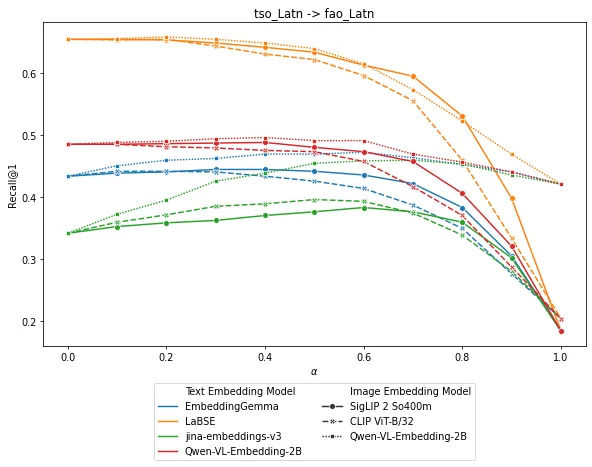 tso_Latn -> fao_Latn
Recall@1
0.6
0.5
0.4
0.3
0.2
0.0 0.2 0.4 0.6 0.8 1.0
α
Text Embedding Model Image Embedding Model
EmbeddingGemma SigLIP 2 So400m
LaBSE CLIP ViT-B/32
jina-embeddings-v3 Qwen-VL-Embedding-2B
Qwen-VL-Embedding-2B